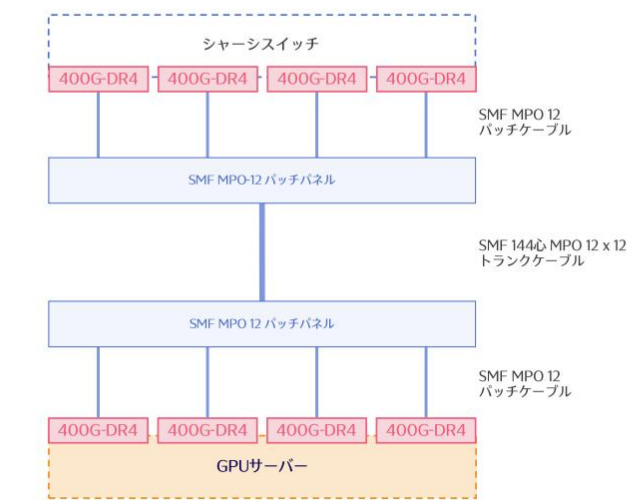 シャーシスイッチ
400G-DR4 400G-DR4 400G-DR4 400G-DR4
SMF MPO 12
パッチケーブル
SMF MPO-12 パッチパネル
SMF 144心 MPO 12 x 12
トランクケーブル
SMF MPO 12 パッチパネル
SMF MPO 12
パッチケーブル
400G-DR4 400G-DR4 400G-DR4 400G-DR4
GPUサーバー